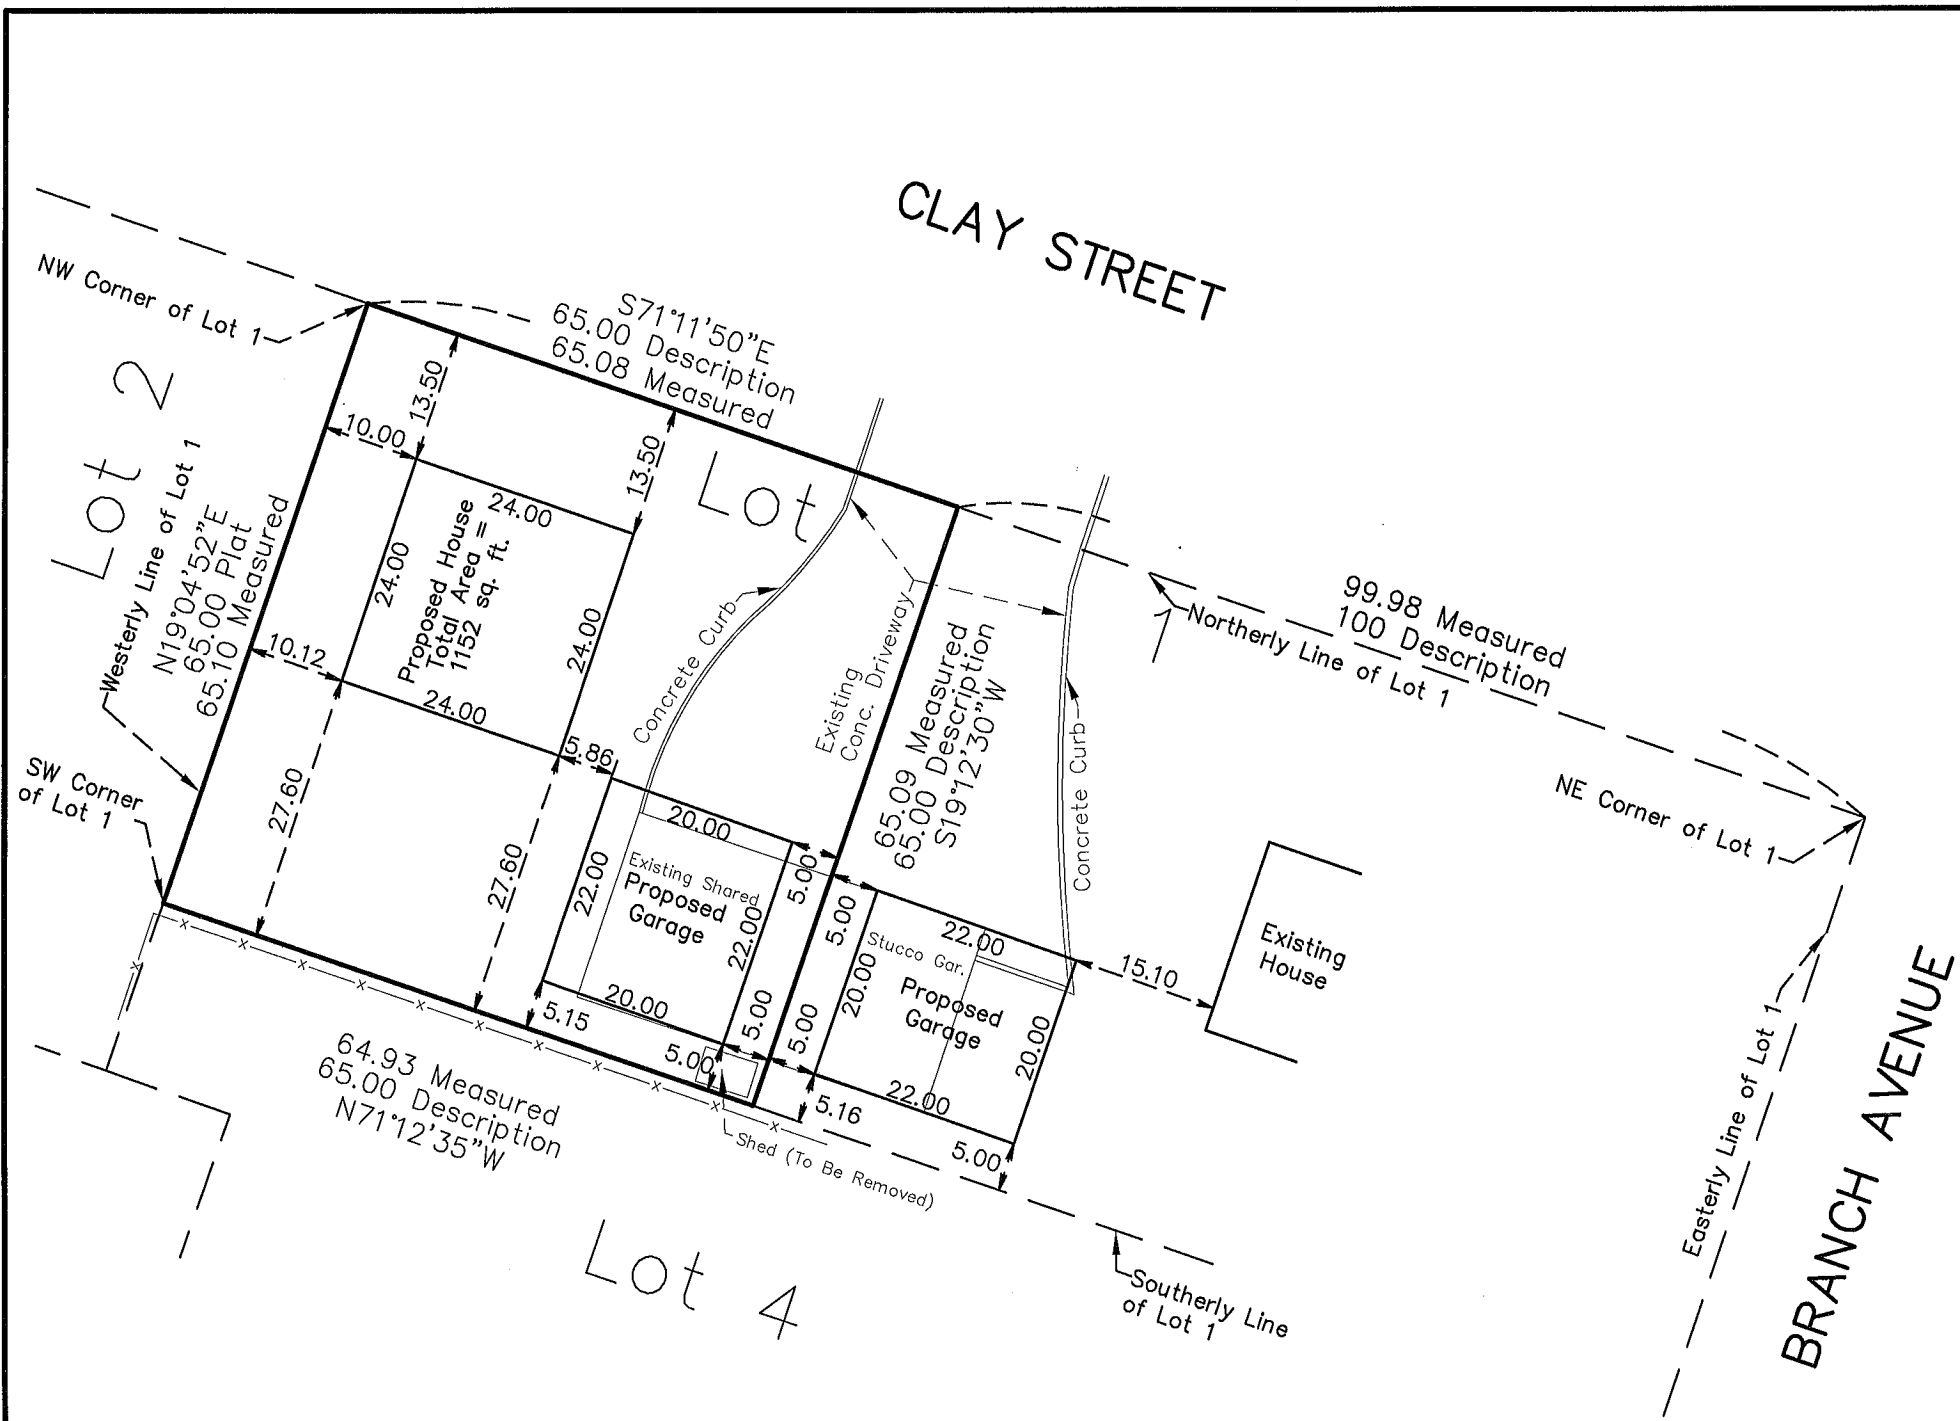 CLAY STREET
NW Corner of Lot 1
S71°11'50"E
65.00 Description
65.08 Measured
Lot 2
Westerly Line of Lot 1
N19°04'52"E
65.00 Plat
65.10 Measured
13.50
10.00
13.50
24.00
24.00
Proposed House
Total Area =
1152 sq. ft.
24.00
24.00
10.12
27.60
27.60
5.86
Lot
1
Concrete Curb
Existing
Conc. Driveway
65.09 Measured
65.00 Description
S19°12'30"W
Concrete Curb
Northerly Line of Lot 1
99.98 Measured
100 Description
NE Corner of Lot 1
SW Corner
of Lot 1
20.00
22.00
Existing Shared
Proposed
Garage
22.00
20.00
5.00
5.00
5.15
5.00
5.00
5.00
22.00
Stucco Gar.
Proposed
Garage
20.00
20.00
22.00
5.16
5.00
15.10
Existing
House
64.93 Measured
65.00 Description
N71°12'35"W
Shed (To Be Removed)
Lot 4
Southerly Line
of Lot 1
Easterly Line of Lot 1
BRANCH AVENUE